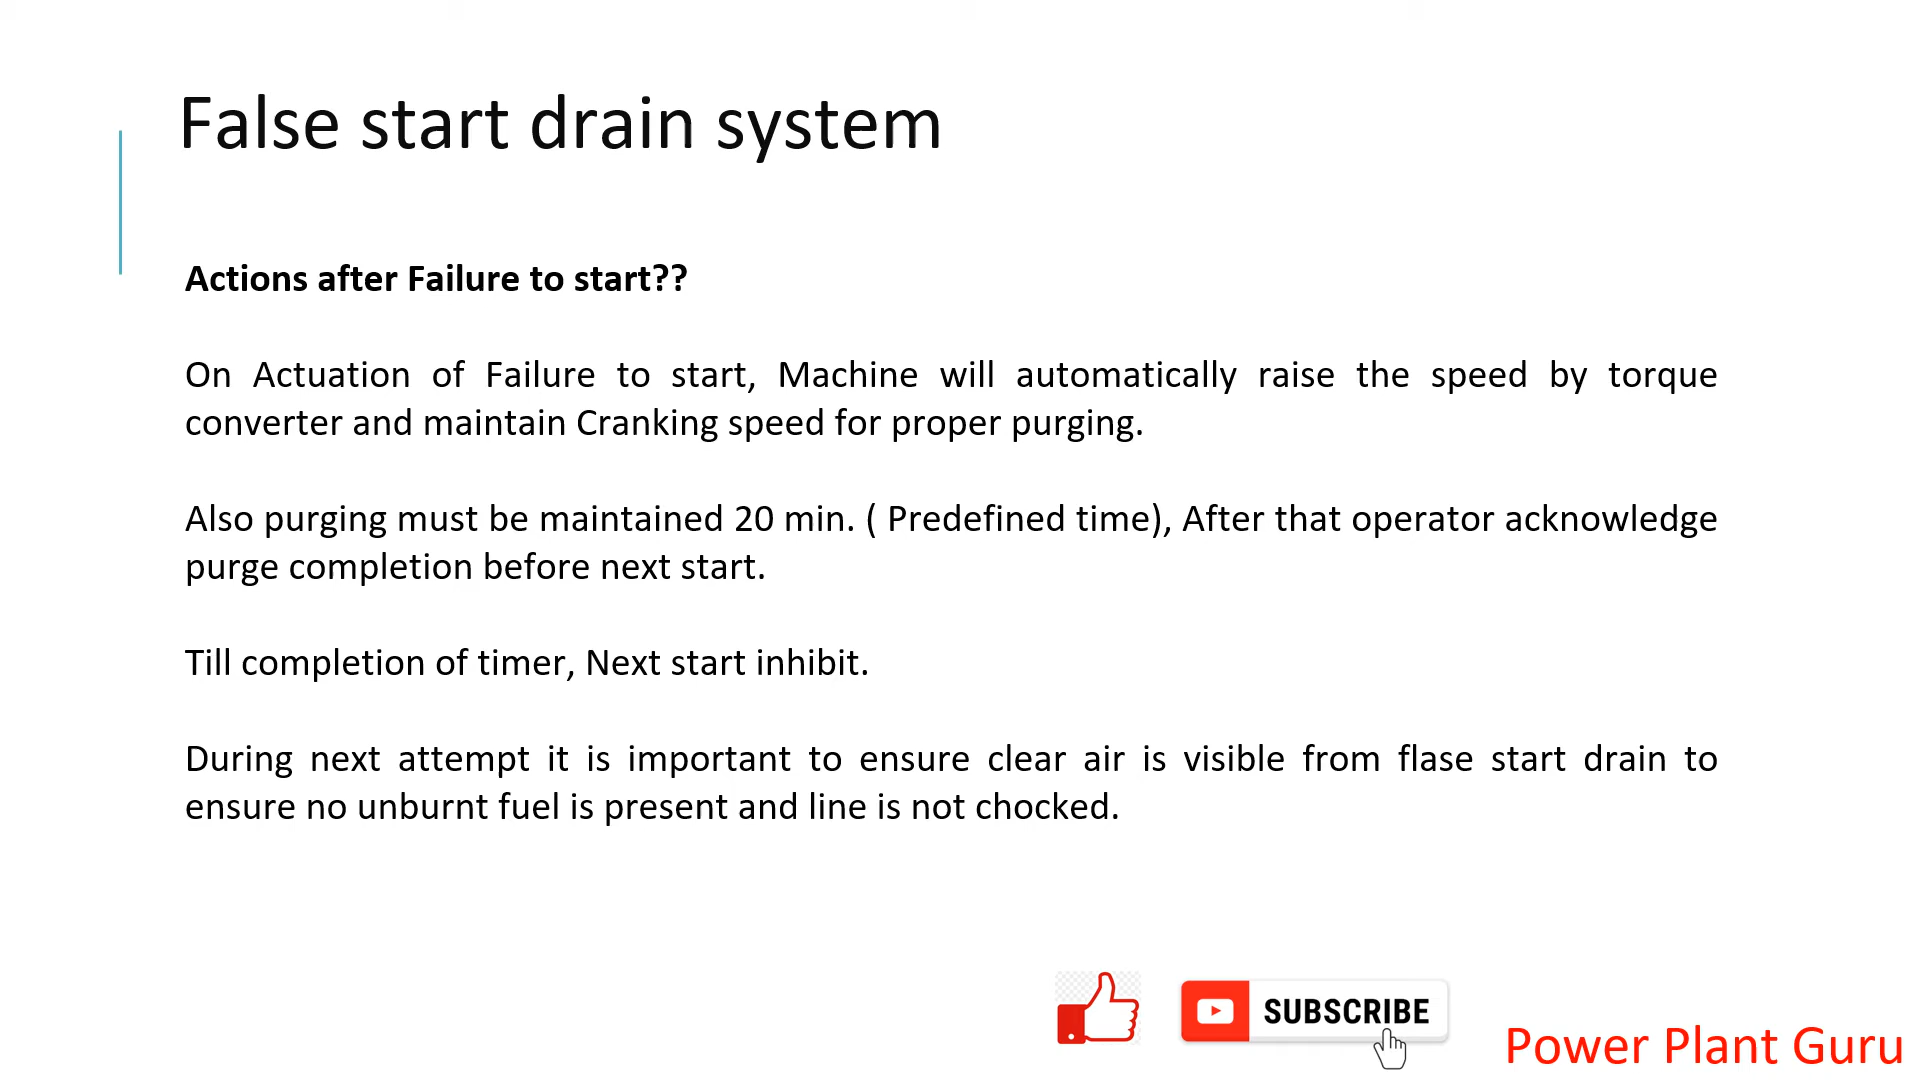 False start drain system
Actions after Failure to start??
On Actuation of Failure to start, Machine will automatically raise the speed by torque
converter and maintain Cranking speed for proper purging.
Also purging must be maintained 20 min. ( Predefined time), After that operator acknowledge
purge completion before next start.
Till completion of timer, Next start inhibit.
During next attempt it is important to ensure clear air is visible from flase start drain to
ensure no unburnt fuel is present and line is not chocked.
SUBSCRIBE
Power Plant Guru